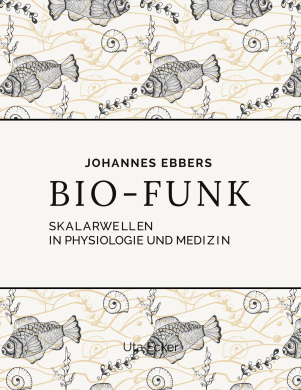 JOHANNES EBBERS
BIO-FUNK
SKALARWELLEN
IN PHYSIOLOGIE UND MEDIZIN
Uta Ecker